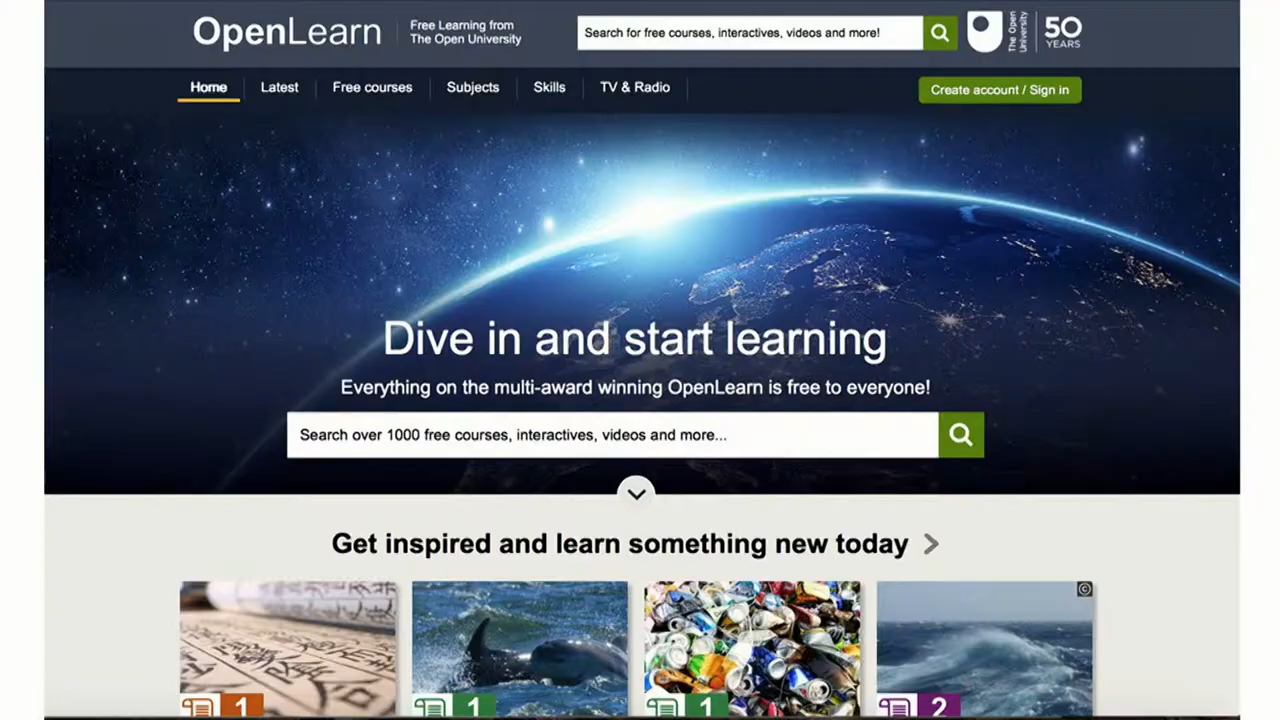 OpenLearn
Free Learning from
The Open University
Search for free courses, interactives, videos and more!
The Open
University
50
YEARS
Home
Latest
Free courses
Subjects
Skills
TV & Radio
Create account / Sign in
Dive in and start learning
Everything on the multi-award winning OpenLearn is free to everyone!
Search over 1000 free courses, interactives, videos and more...
Get inspired and learn something new today
©
1
1
1
2